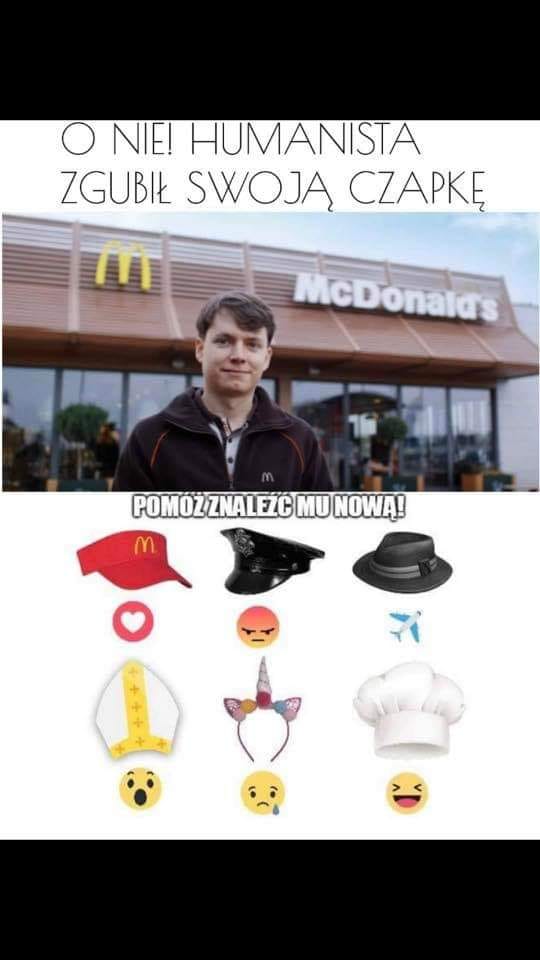 O NIE! HUMANISTA
ZGUBIŁ SWOJĄ CZAPKĘ
McDonald's
POMÓŻ ZNALEŹĆ MU NOWĄ!